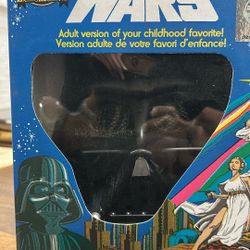 WARS
Adult version of your childhood favorite!
Version adulte de votre favori d'enfance!